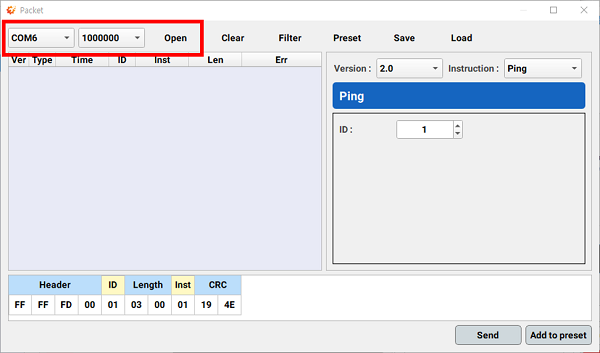 Packet
COM6 1000000 Open Clear Filter Preset Save Load
Ver Type Time ID Inst Len Err
Version : 2.0 Instruction : Ping
Ping
ID : 1
Header ID Length Inst CRC
FF FF FD 00 01 03 00 01 19 4E
Send Add to preset